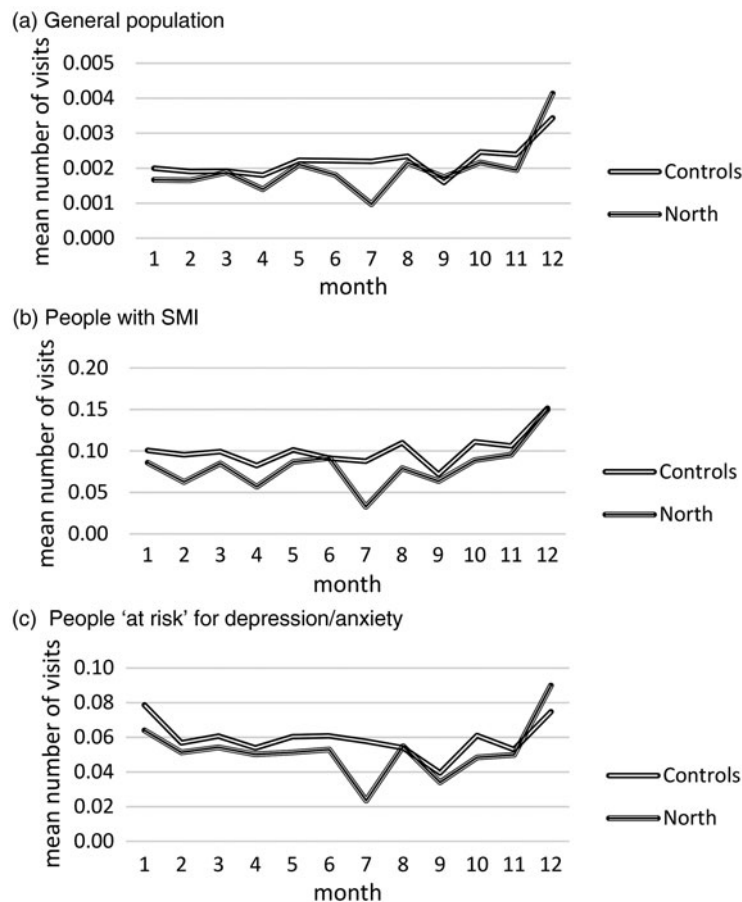 (a) General population
mean number of visits
0.005
0.004
0.003
0.002
0.001
0.000
1 2 3 4 5 6 7 8 9 10 11 12
month
Controls
North
(b) People with SMI
mean number of visits
0.20
0.15
0.10
0.05
0.00
1 2 3 4 5 6 7 8 9 10 11 12
month
Controls
North
(c) People ‘at risk’ for depression/anxiety
mean number of visits
0.10
0.08
0.06
0.04
0.02
0.00
1 2 3 4 5 6 7 8 9 10 11 12
month
Controls
North